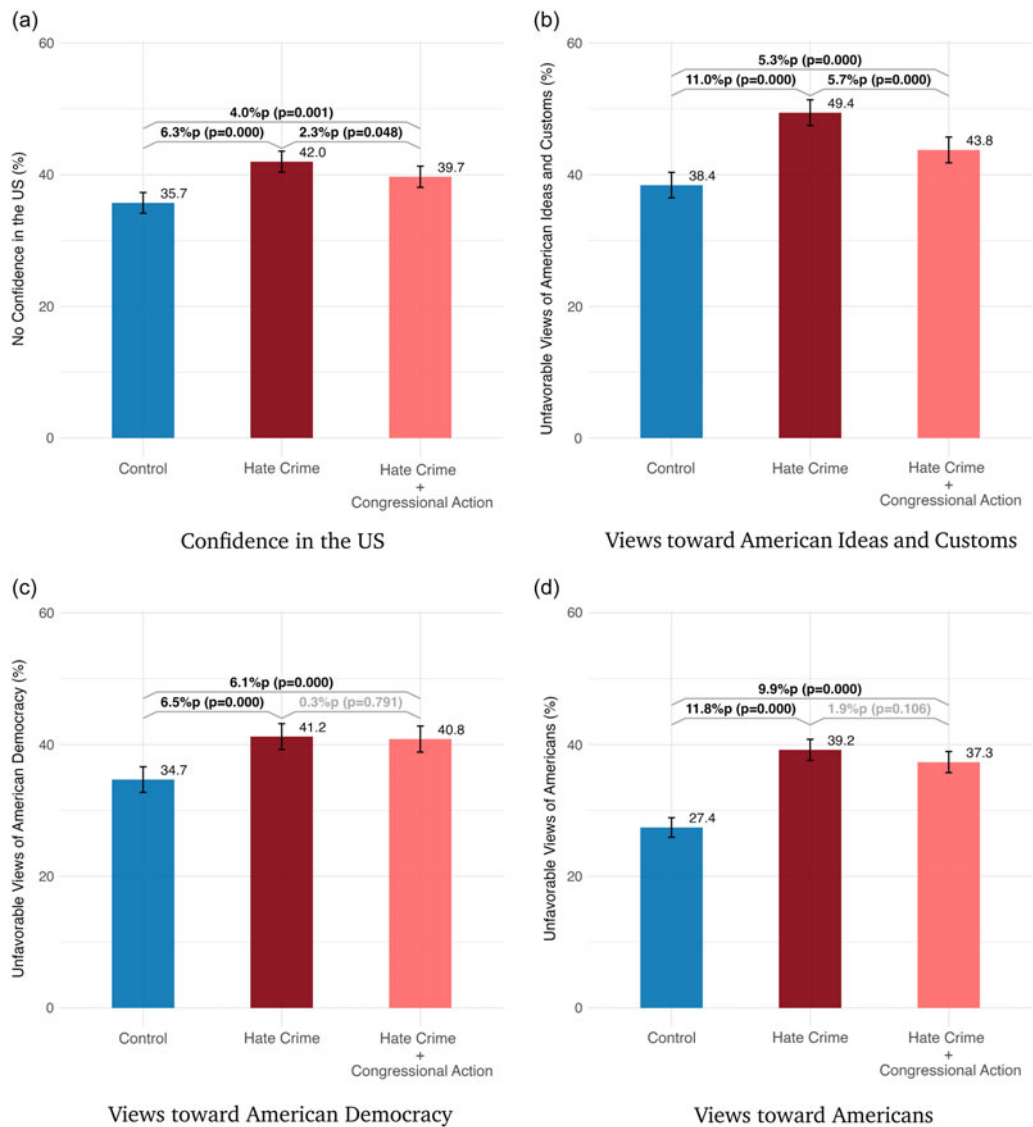 (a)
No Confidence in the US (%)
60
40
20
0
4.0%p (p=0.001)
6.3%p (p=0.000) 2.3%p (p=0.048)
35.7
42.0
39.7
Control
Hate Crime
Hate Crime
+
Congressional Action
Confidence in the US
(b)
Unfavorable Views of American Ideas and Customs (%)
60
40
20
0
5.3%p (p=0.000)
11.0%p (p=0.000) 5.7%p (p=0.000)
38.4
49.4
43.8
Control
Hate Crime
Hate Crime
+
Congressional Action
Views toward American Ideas and Customs
(c)
Unfavorable Views of American Democracy (%)
60
40
20
0
6.1%p (p=0.000)
6.5%p (p=0.000) 0.3%p (p=0.791)
34.7
41.2
40.8
Control
Hate Crime
Hate Crime
+
Congressional Action
Views toward American Democracy
(d)
Unfavorable Views of Americans (%)
60
40
20
0
9.9%p (p=0.000)
11.8%p (p=0.000) 1.9%p (p=0.106)
27.4
39.2
37.3
Control
Hate Crime
Hate Crime
+
Congressional Action
Views toward Americans